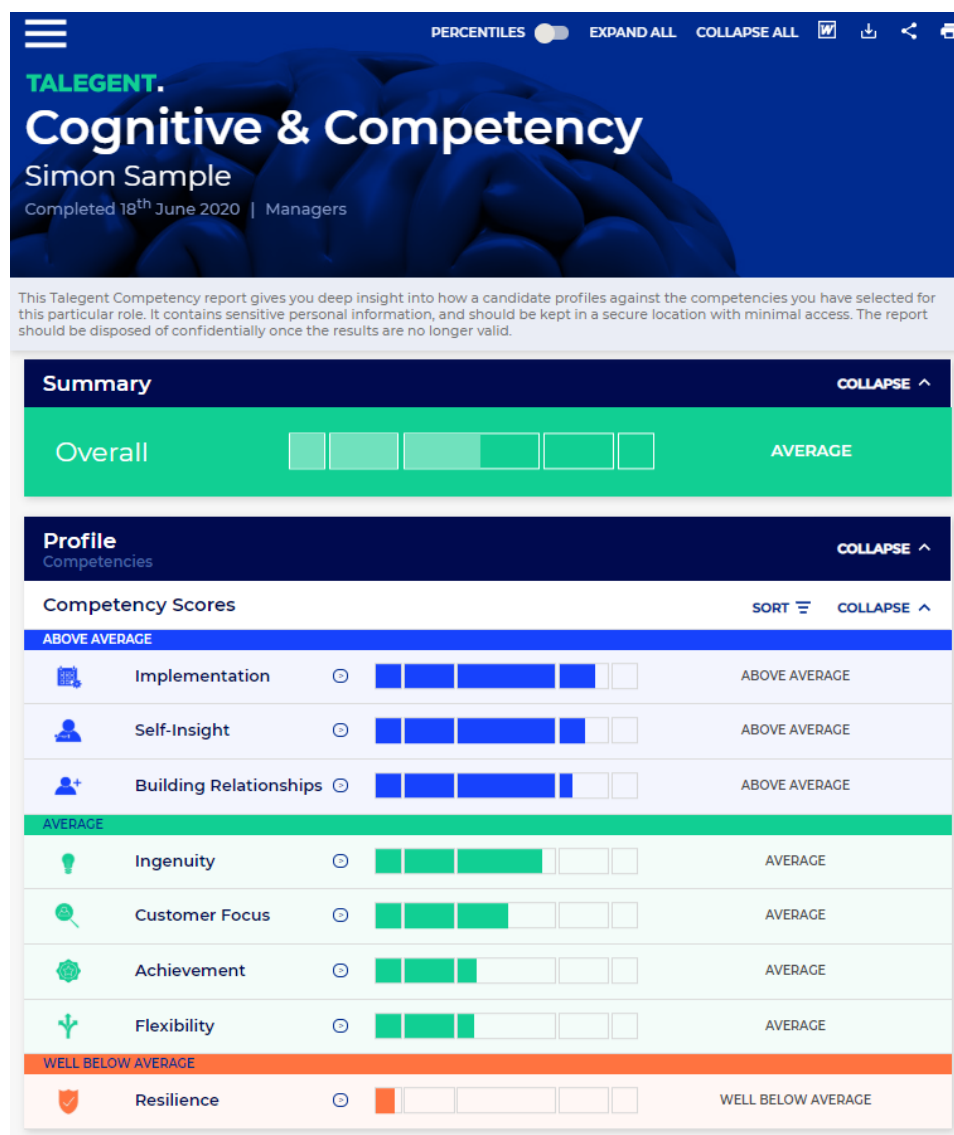 PERCENTILES EXPAND ALL COLLAPSE ALL W
TALEGENT.
Cognitive & Competency
Simon Sample
Completed 18th June 2020 | Managers
This Talegent Competency report gives you deep insight into how a candidate profiles against the competencies you have selected for
this particular role. It contains sensitive personal information, and should be kept in a secure location with minimal access. The report
should be disposed of confidentially once the results are no longer valid.
Summary COLLAPSE
Overall AVERAGE
Profile COLLAPSE
Competencies
Competency Scores SORT COLLAPSE
ABOVE AVERAGE
Implementation ABOVE AVERAGE
Self-Insight ABOVE AVERAGE
Building Relationships ABOVE AVERAGE
AVERAGE
Ingenuity AVERAGE
Customer Focus AVERAGE
Achievement AVERAGE
Flexibility AVERAGE
WELL BELOW AVERAGE
Resilience WELL BELOW AVERAGE